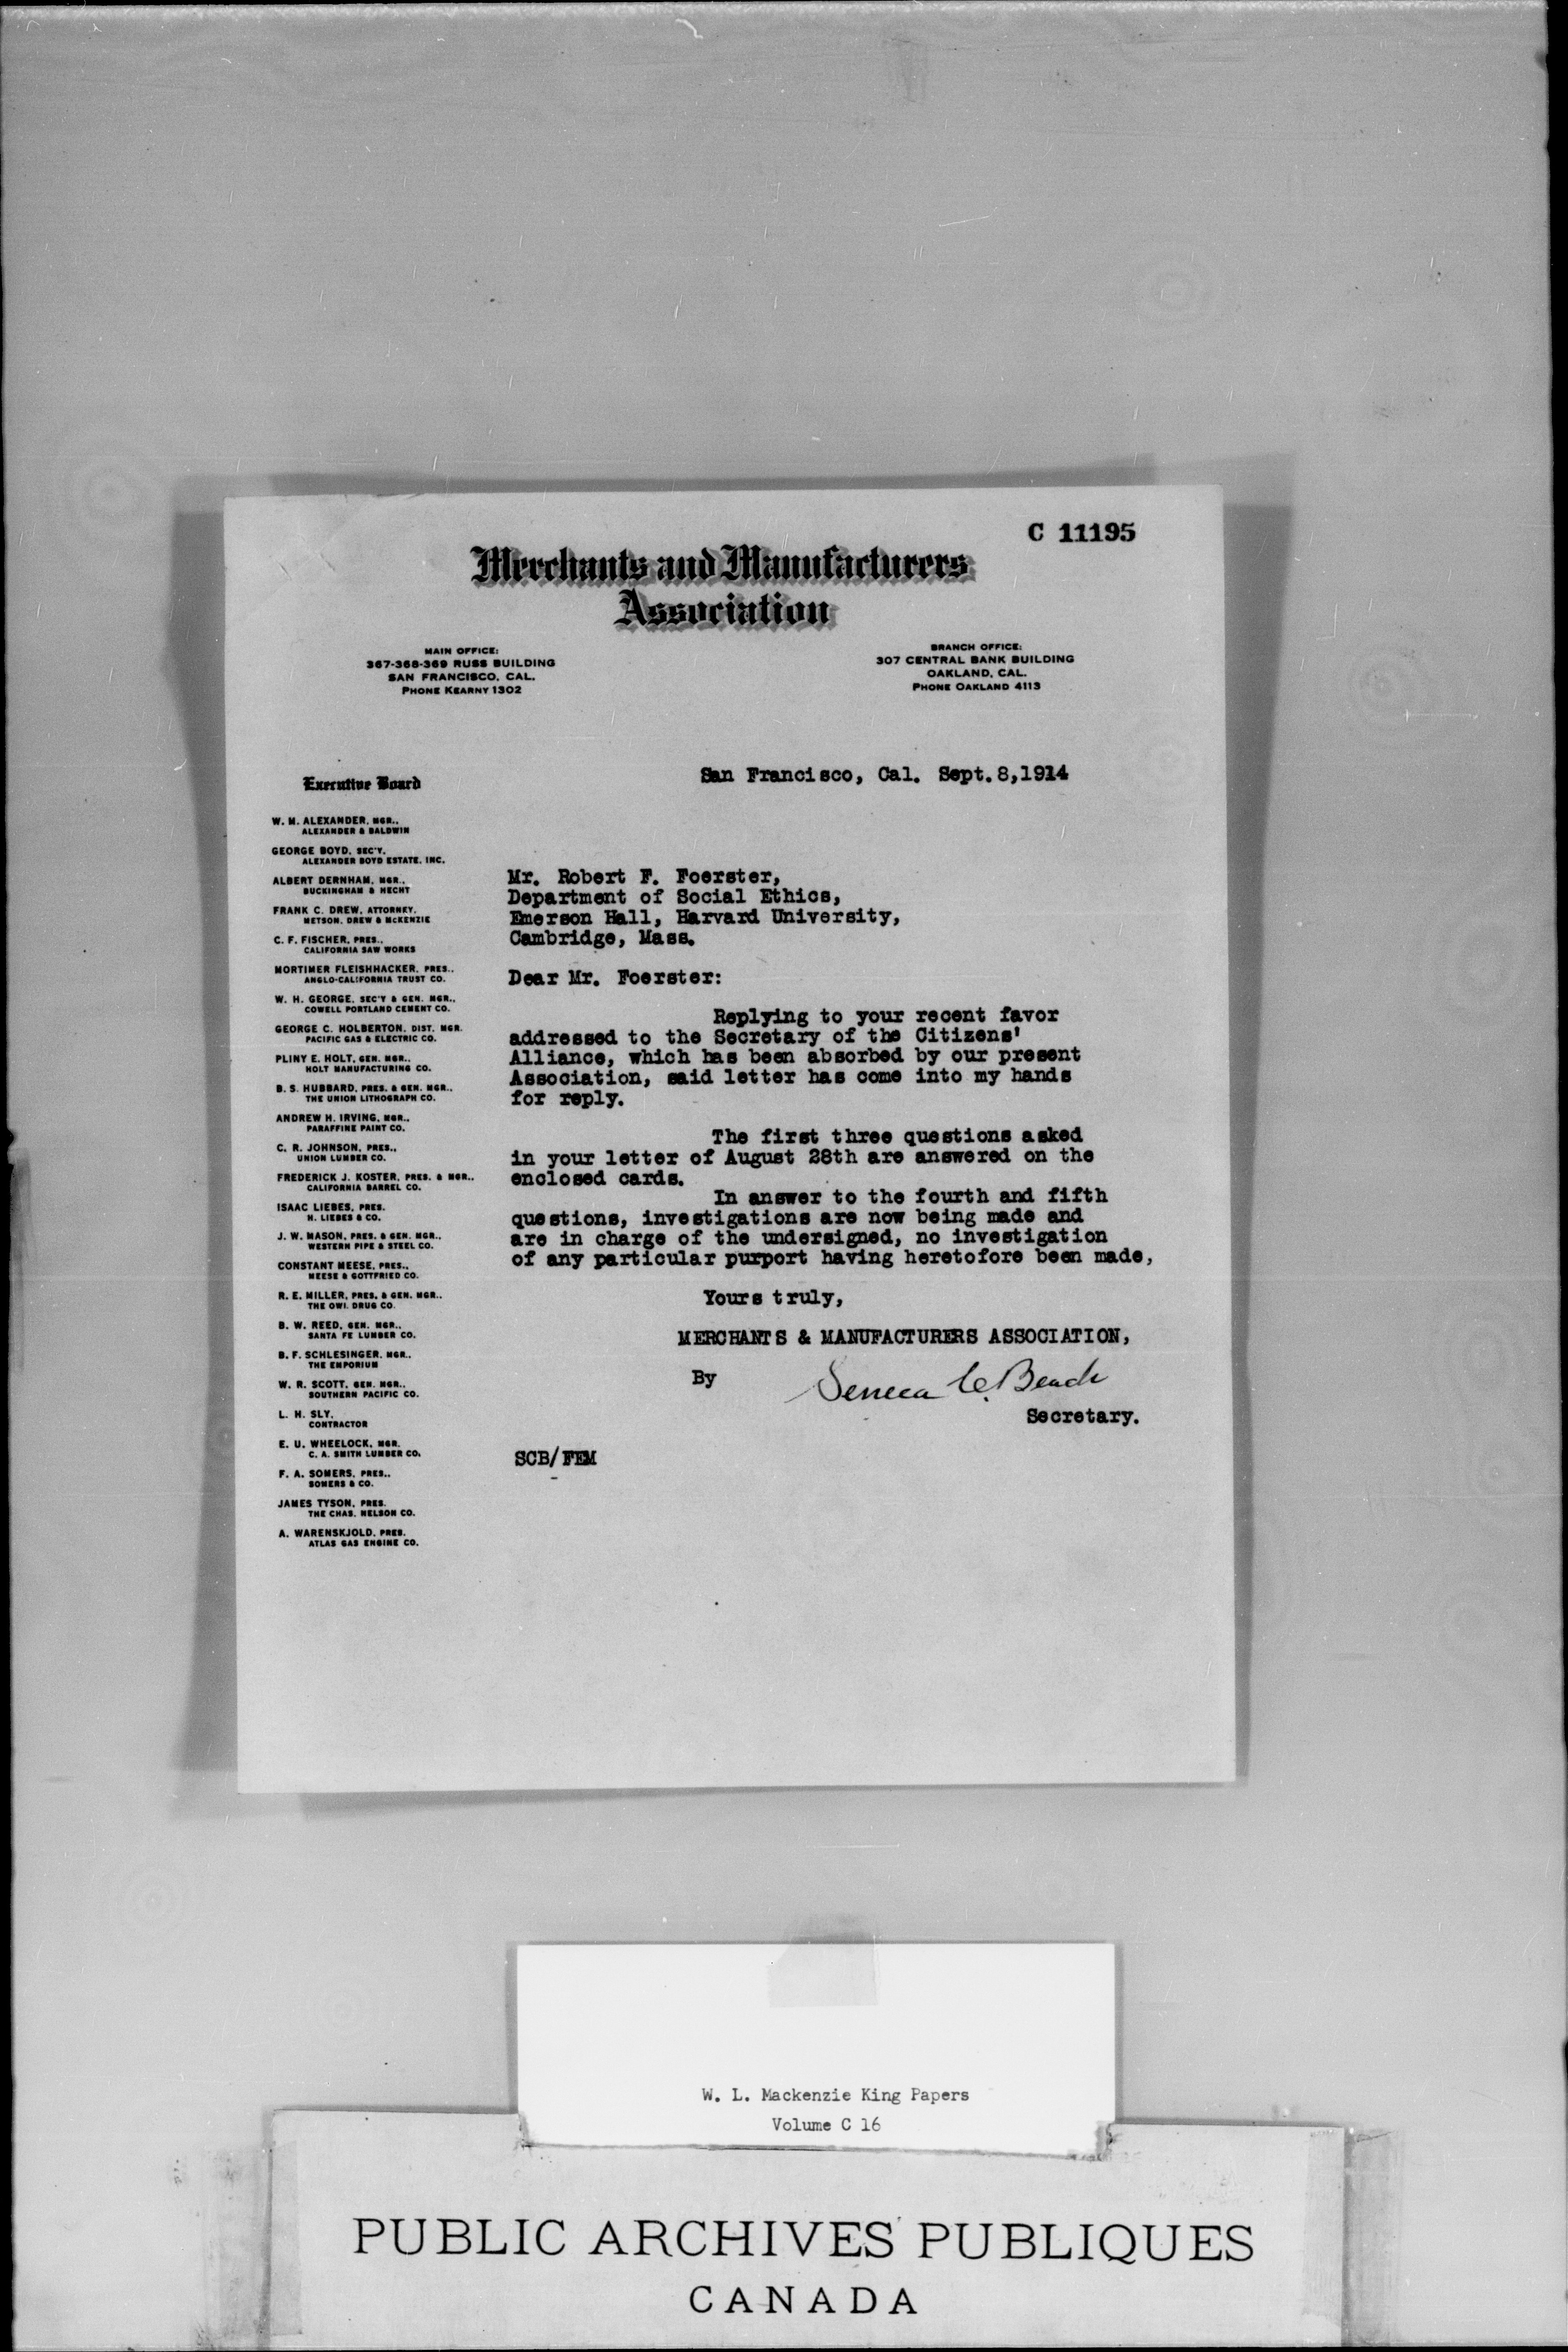 C 11195
Merchants and Manufacturers
Association
MAIN OFFICE:
367-368-369 RUSS BUILDING
SAN FRANCISCO, CAL.
PHONE KEARNY 1302
BRANCH OFFICE:
307 CENTRAL BANK BUILDING
OAKLAND, CAL.
PHONE OAKLAND 4113
Executive Board
W. M. ALEXANDER, MGR.,
ALEXANDER & BALDWIN
GEORGE BOYD, SEC'Y,
ALEXANDER BOYD ESTATE, INC.
ALBERT DERNHAM, MGR.,
BUCKINGHAM & HECHT
FRANK C. DREW, ATTORNEY,
METSON, DREW & McKENZIE
C. F. FISCHER, PRES.,
CALIFORNIA SAW WORKS
MORTIMER FLEISHHACKER, PRES.,
ANGLO-CALIFORNIA TRUST CO.
W. H. GEORGE, SEC'Y & GEN. MGR.,
COWELL PORTLAND CEMENT CO.
GEORGE C. HOLBERTON, DIST. MGR.
PACIFIC GAS & ELECTRIC CO.
PLINY E. HOLT, GEN. MGR.,
HOLT MANUFACTURING CO.
B. S. HUBBARD, PRES. & GEN. MGR.,
THE UNION LITHOGRAPH CO.
ANDREW H. IRVING, MGR.,
PARAFFINE PAINT CO.
C. R. JOHNSON, PRES.,
UNION LUMBER CO.
FREDERICK J. KOSTER, PRES. & MGR.,
CALIFORNIA BARREL CO.
ISAAC LIEBES, PRES.
H. LIEBES & CO.
J. W. MASON, PRES. & GEN. MGR.,
WESTERN PIPE & STEEL CO.
CONSTANT MEESE, PRES.,
MEESE & GOTTFRIED CO.
R. E. MILLER, PRES. & GEN. MGR.,
THE OWL DRUG CO.
B. W. REED, GEN. MGR.,
SANTA FE LUMBER CO.
B. F. SCHLESINGER, MGR.,
THE EMPORIUM
W. R. SCOTT, GEN. MGR.,
SOUTHERN PACIFIC CO.
L. H. SLY,
CONTRACTOR
E. U. WHEELOCK, MGR.
C. A. SMITH LUMBER CO.
F. A. SOMERS, PRES.,
SOMERS & CO.
JAMES TYSON, PRES.
THE CHAS. NELSON CO.
A. WARENSKJOLD, PRES.
ATLAS GAS ENGINE CO.
San Francisco, Cal. Sept.8,1914
Mr. Robert F. Foerster,
Department of Social Ethics,
Emerson Hall, Harvard University,
Cambridge, Mass.
Dear Mr. Foerster:
Replying to your recent favor
addressed to the Secretary of the Citizens'
Alliance, which has been absorbed by our present
Association, said letter has come into my hands
for reply.
The first three questions asked
in your letter of August 28th are answered on the
enclosed cards.
In answer to the fourth and fifth
questions, investigations are now being made and
are in charge of the undersigned, no investigation
of any particular purport having heretofore been made,
Yours truly,
MERCHANTS & MANUFACTURERS ASSOCIATION,
By Seneca C. Beach
Secretary.
SCB/FEM
W. L. Mackenzie King Papers
Volume C 16
PUBLIC ARCHIVES PUBLIQUES
CANADA